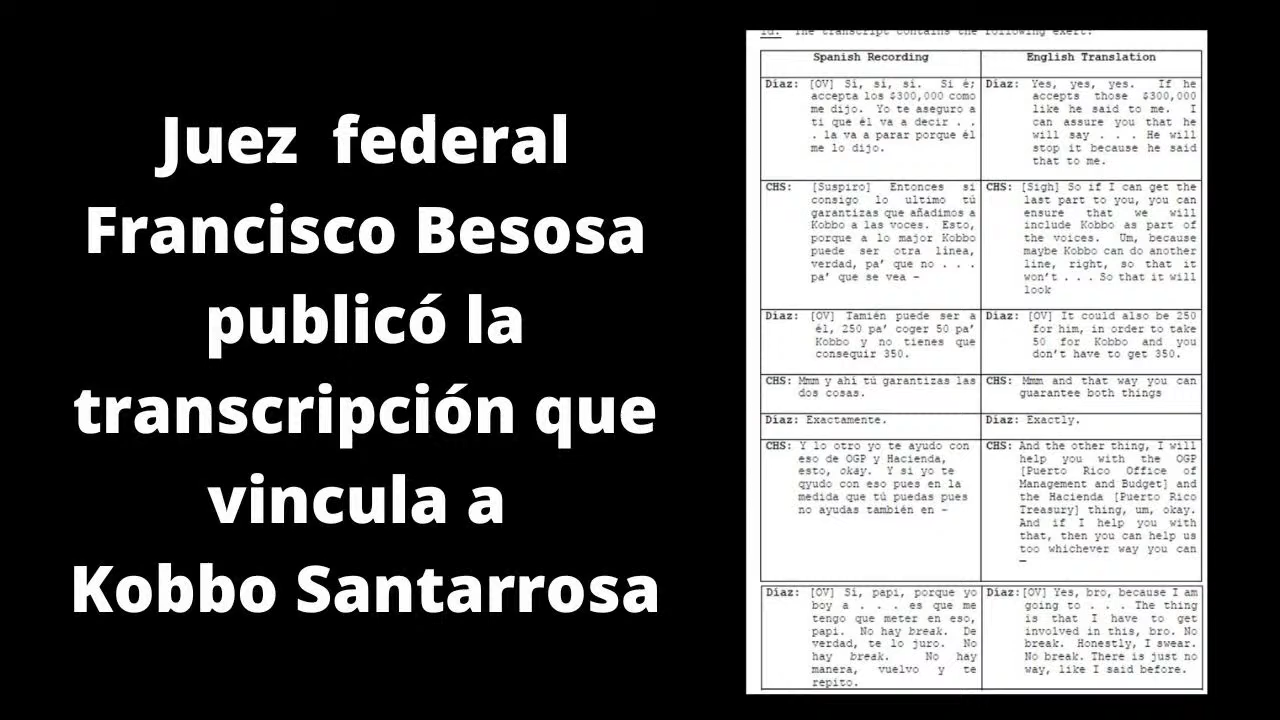 Juez federal
Francisco Besosa
publicó la
transcripción que
vincula a
Kobbo Santarrosa
Id. The transcript contains the following exert:
Spanish Recording
English Translation
Díaz: [OV] Sí, sí, sí. Si é;
accepta los $300,000 como
me dijo. Yo te aseguro a
ti que él va a decir . .
. la va a parar porque él
me lo dijo.
Díaz: Yes, yes, yes. If he
accepts those $300,000
like he said to me. I
can assure you that he
will say . . . He will
stop it because he said
that to me.
CHS: [Suspiro] Entonces si
consigo lo ultimo tú
garantizas que añadimos a
Kobbo a las voces. Esto,
porque a lo major Kobbo
puede ser otra línea,
verdad, pa' que no . . .
pa' que se vea –
CHS: [Sigh] So if I can get the
last part to you, you can
ensure that we will
include Kobbo as part of
the voices. Um, because
maybe Kobbo can do another
line, right, so that it
won't . . . So that it will
look
Díaz: [OV] Tamién puede ser a
él, 250 pa' coger 50 pa'
Kobbo y no tienes que
consequir 350.
Díaz: [OV] It could also be 250
for him, in order to take
50 for Kobbo and you
don't have to get 350.
CHS: Mmm y ahí tú garantizas las
dos cosas.
CHS: Mmm and that way you can
guarantee both things
Díaz: Exactamente.
Díaz: Exactly.
CHS: Y lo otro yo te ayudo con
eso de OGP y Hacienda,
esto, okay. Y si yo te
qyudo con eso pues en la
medida que tú puedas pues
no ayudas también en –
CHS: And the other thing, I will
help you with the OGP
[Puerto Rico Office of
Management and Budget] and
the Hacienda [Puerto Rico
Treasury] thing, um, okay.
And if I help you with
that, then you can help us
too whichever way you can
–
Díaz: [OV] Sí, papi, porque yo
boy a . . . es que me
tengo que meter en eso,
papi. No hay break. De
verdad, te lo juro. No
hay break. No hay
manera, vuelvo y te
repito.
Díaz:[OV] Yes, bro, because I am
going to . . . The thing
is that I have to get
involved in this, bro. No
break. Honestly, I swear.
No break. There is just no
way, like I said before.